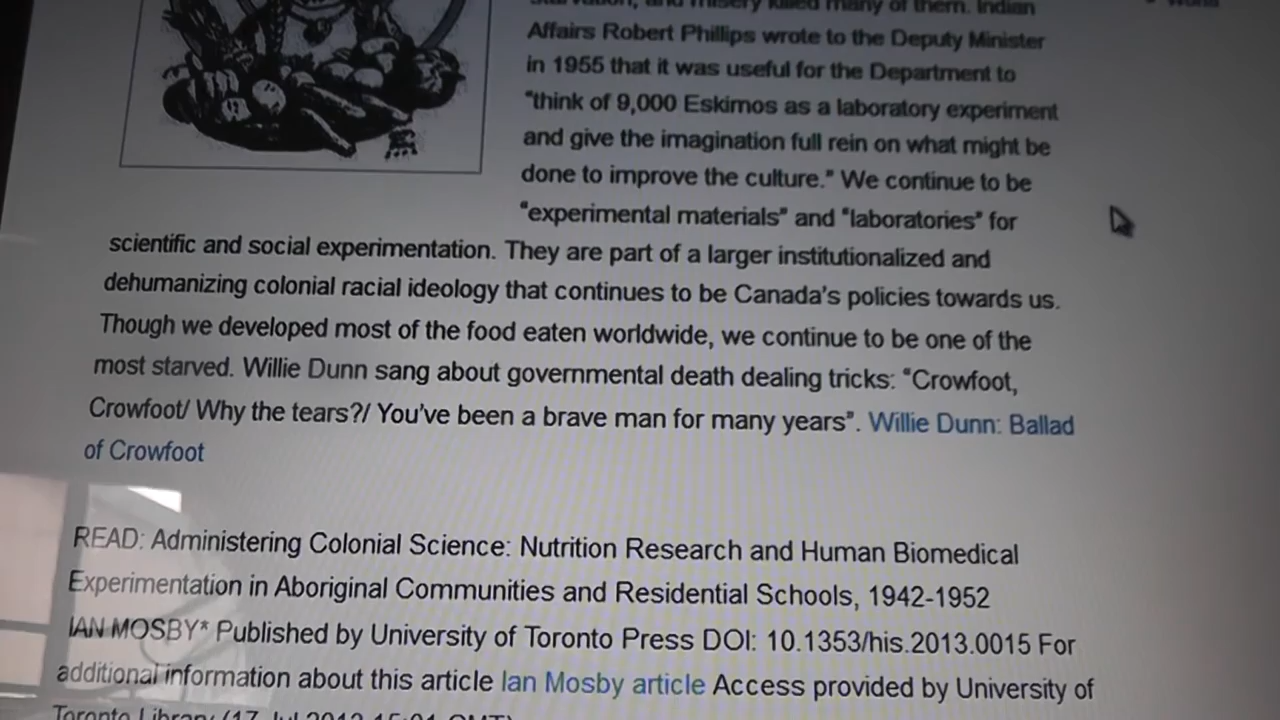 starvation, and misery killed many of them. Indian
Affairs Robert Phillips wrote to the Deputy Minister
in 1955 that it was useful for the Department to
“think of 9,000 Eskimos as a laboratory experiment
and give the imagination full rein on what might be
done to improve the culture.” We continue to be
“experimental materials” and “laboratories” for
scientific and social experimentation. They are part of a larger institutionalized and
dehumanizing colonial racial ideology that continues to be Canada's policies towards us.
Though we developed most of the food eaten worldwide, we continue to be one of the
most starved. Willie Dunn sang about governmental death dealing tricks: “Crowfoot,
Crowfoot/ Why the tears?/ You've been a brave man for many years”. Willie Dunn: Ballad
of Crowfoot
READ: Administering Colonial Science: Nutrition Research and Human Biomedical
Experimentation in Aboriginal Communities and Residential Schools, 1942-1952
IAN MOSBY* Published by University of Toronto Press DOI: 10.1353/his.2013.0015 For
additional information about this article Ian Mosby article Access provided by University of
Toronto Library (17 Jul 2013 15:01 GMT)